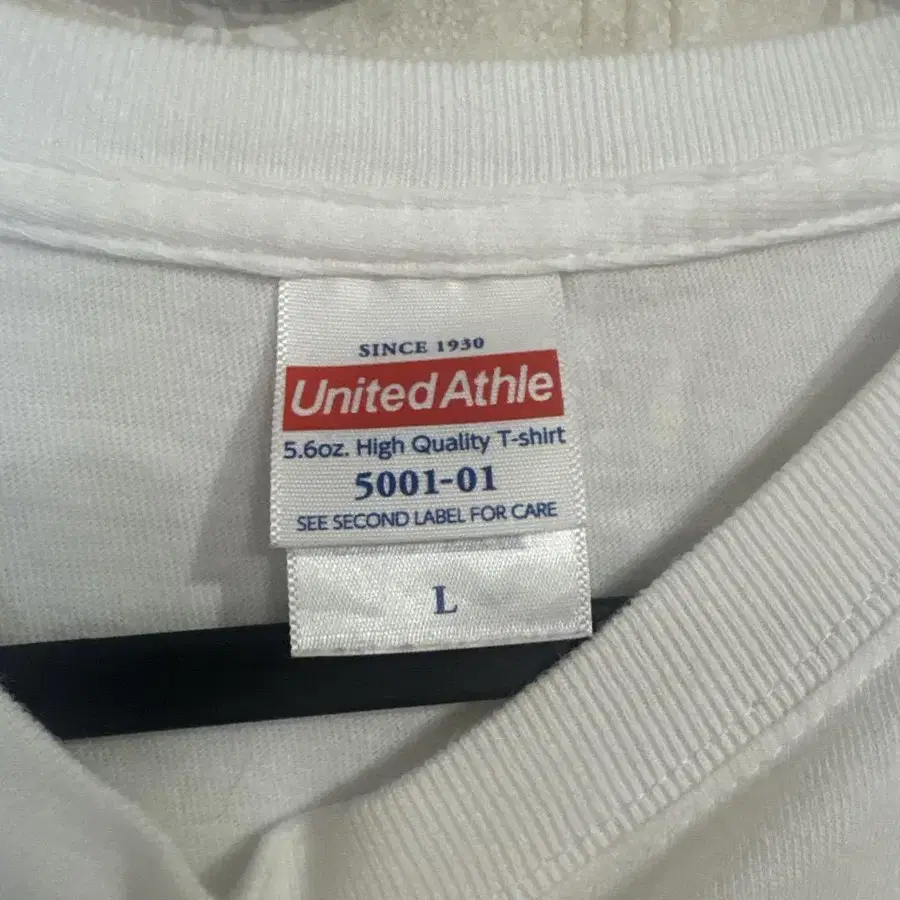 SINCE 1930
United Athle
5.6oz. High Quality T-shirt
5001-01
SEE SECOND LABEL FOR CARE
L